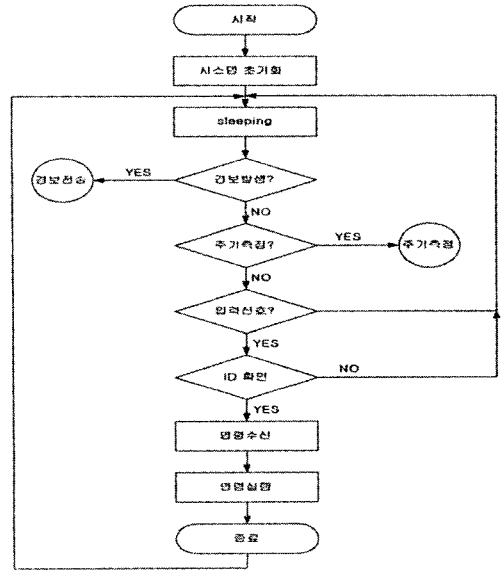 시작
시스템 초기화
sleeping
경보발생?
YES
경보전송
NO
주기측정?
YES
주기측정
NO
입력신호?
YES
ID 확인
NO
YES
명령수신
명령실행
종료